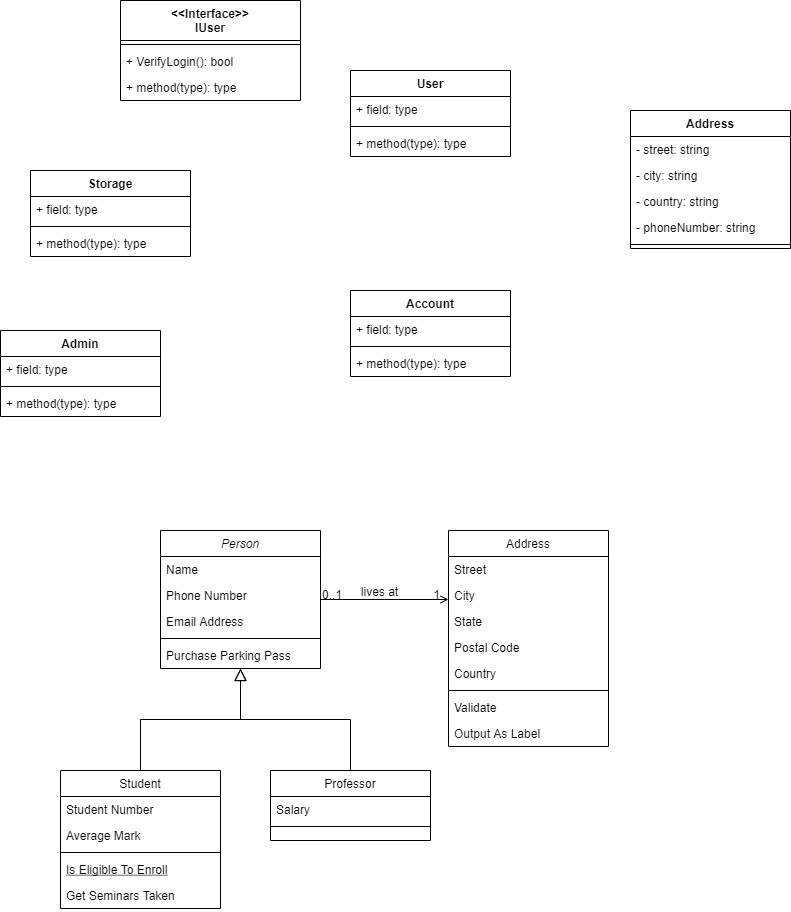 <<Interface>>
IUser
+ VerifyLogin(): bool
+ method(type): type
User
+ field: type
+ method(type): type
Address
- street: string
- city: string
- country: string
- phoneNumber: string
Storage
+ field: type
+ method(type): type
Account
+ field: type
+ method(type): type
Admin
+ field: type
+ method(type): type
Person
Name
Phone Number
Email Address
Purchase Parking Pass
0..1 lives at 1
Address
Street
City
State
Postal Code
Country
Validate
Output As Label
Student
Student Number
Average Mark
Is Eligible To Enroll
Get Seminars Taken
Professor
Salary